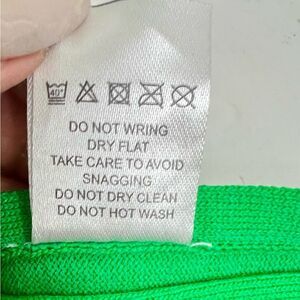 40°
DO NOT WRING
DRY FLAT
TAKE CARE TO AVOID
SNAGGING
DO NOT DRY CLEAN
DO NOT HOT WASH